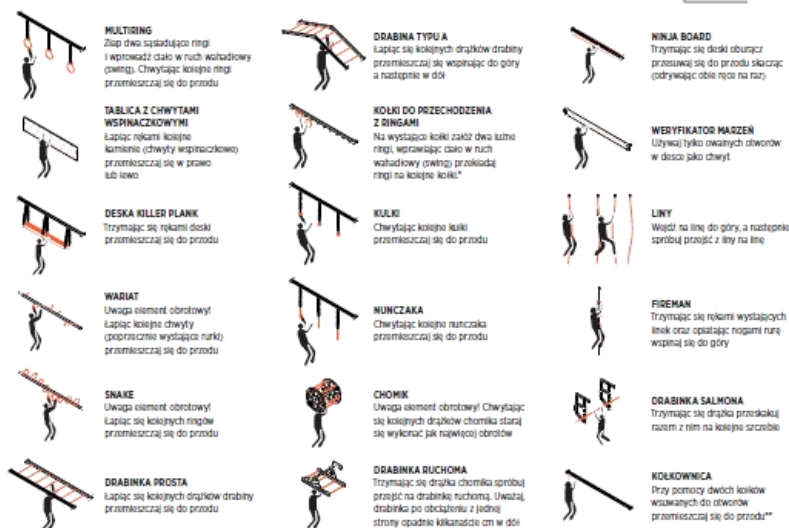 MULTIRING
Złap dwa sąsiadujące ringi
i wprowadź ciało w ruch wahadłowy
(swing). Chwytając kolejne ringi
przemieszczaj się do przodu
TABLICA Z CHWYTAMI
WSPINACZKOWYMI
Łapiąc rękami kolejne
kamienie (chwyty wspinaczkowe)
przemieszczaj się w prawo
lub lewo
DESKA KILLER PLANK
Trzymając się rękami deski
przemieszczaj się do przodu
WARIAT
Uwaga element obrotowy!
Łapiąc kolejne chwyty
(poprzecznie wystające rurki)
przemieszczaj się do przodu
SNAKE
Uwaga element obrotowy!
Łapiąc się kolejnych ringów
przemieszczaj się do przodu
DRABINKA PROSTA
Łapiąc się kolejnych drążków drabiny
przemieszczaj się do przodu
DRABINA TYPU A
Łapiąc się kolejnych drążków drabiny
przemieszczaj się wspinając do góry
a następnie w dół
KOŁKI DO PRZECHODZENIA
Z RINGAMI
Na wystające kołki załóż dwa luźne
ringi, wprawiając ciało w ruch
wahadłowy (swing) przekładaj
ringi na kolejne kołki.*
KULKI
Chwytając kolejne kulki
przemieszczaj się do przodu
NUNCZAKA
Chwytając kolejne nunczaka
przemieszczaj się do przodu
CHOMIK
Uwaga element obrotowy! Chwytając
się kolejnych drążków chomika staraj
się wykonać jak najwięcej obrotów
DRABINKA RUCHOMA
Trzymając się drążka chomika spróbuj
przejść na drabinkę ruchomą. Uważaj,
drabinka po obciążeniu z jednej
strony opadnie kilkanaście cm w dół
NINJA BOARD
Trzymając się deski oburącz
przesuwaj się do przodu skacząc
(odrywając obie ręce na raz)
WERYFIKATOR MARZEŃ
Używaj tylko owalnych otworów
w desce jako chwyt
LINY
Wejdź na linę do góry, a następnie
spróbuj przejść z liny na linę
FIREMAN
Trzymając się rękami wystających
linek oraz oplatając nogami rurę
wspinaj się do góry
DRABINKA SALMONA
Trzymając się drążka przeskakuj
razem z nim na kolejne szczeble
KOŁKOWNICA
Przy pomocy dwóch kołków
wsuwanych do otworów
przemieszczaj się do przodu**